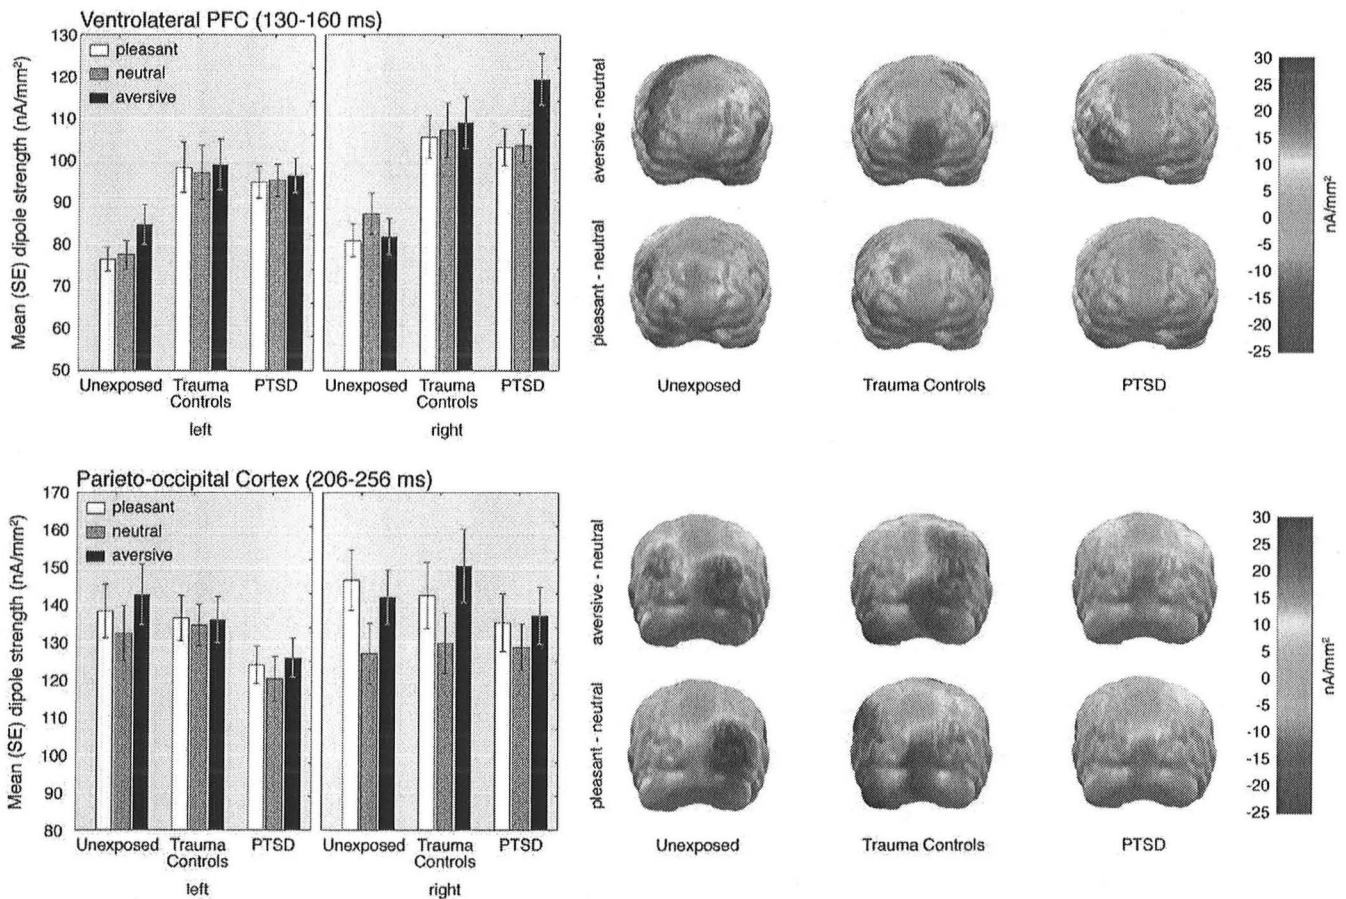 Ventrolateral PFC (130-160 ms)
Mean (SE) dipole strength (nA/mm²)
130
120
110
100
90
80
70
60
50
pleasant
neutral
aversive
Unexposed Trauma Controls PTSD
left
Unexposed Trauma Controls PTSD
right
aversive - neutral
pleasant - neutral
Unexposed Trauma Controls PTSD
30
25
20
15
10
5
0
-5
-10
-15
-20
-25
nA/mm²
Parieto-occipital Cortex (206-256 ms)
Mean (SE) dipole strength (nA/mm²)
170
160
150
140
130
120
110
100
90
80
pleasant
neutral
aversive
Unexposed Trauma Controls PTSD
left
Unexposed Trauma Controls PTSD
right
aversive - neutral
pleasant - neutral
Unexposed Trauma Controls PTSD
30
25
20
15
10
5
0
-5
-10
-15
-20
-25
nA/mm²